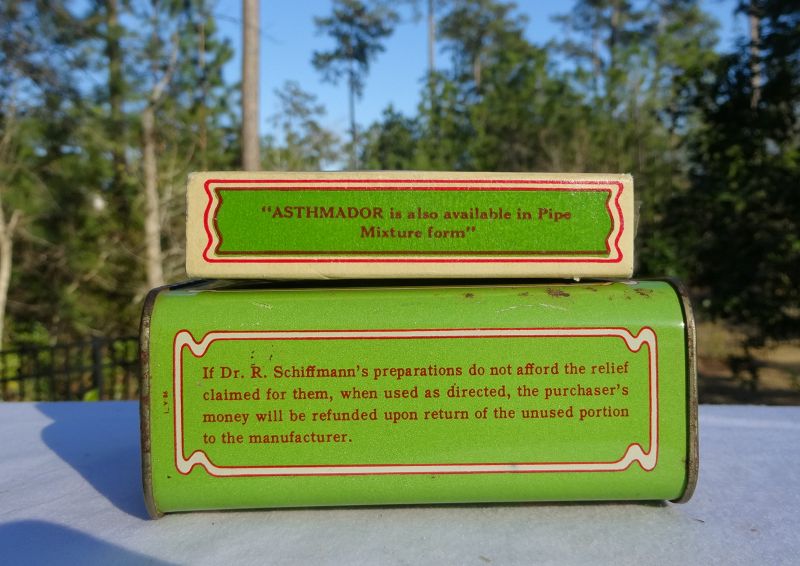 "ASTHMADOR is also available in Pipe
Mixture form"
If Dr. R. Schiffmann's preparations do not afford the relief
claimed for them, when used as directed, the purchaser's
money will be refunded upon return of the unused portion
to the manufacturer.